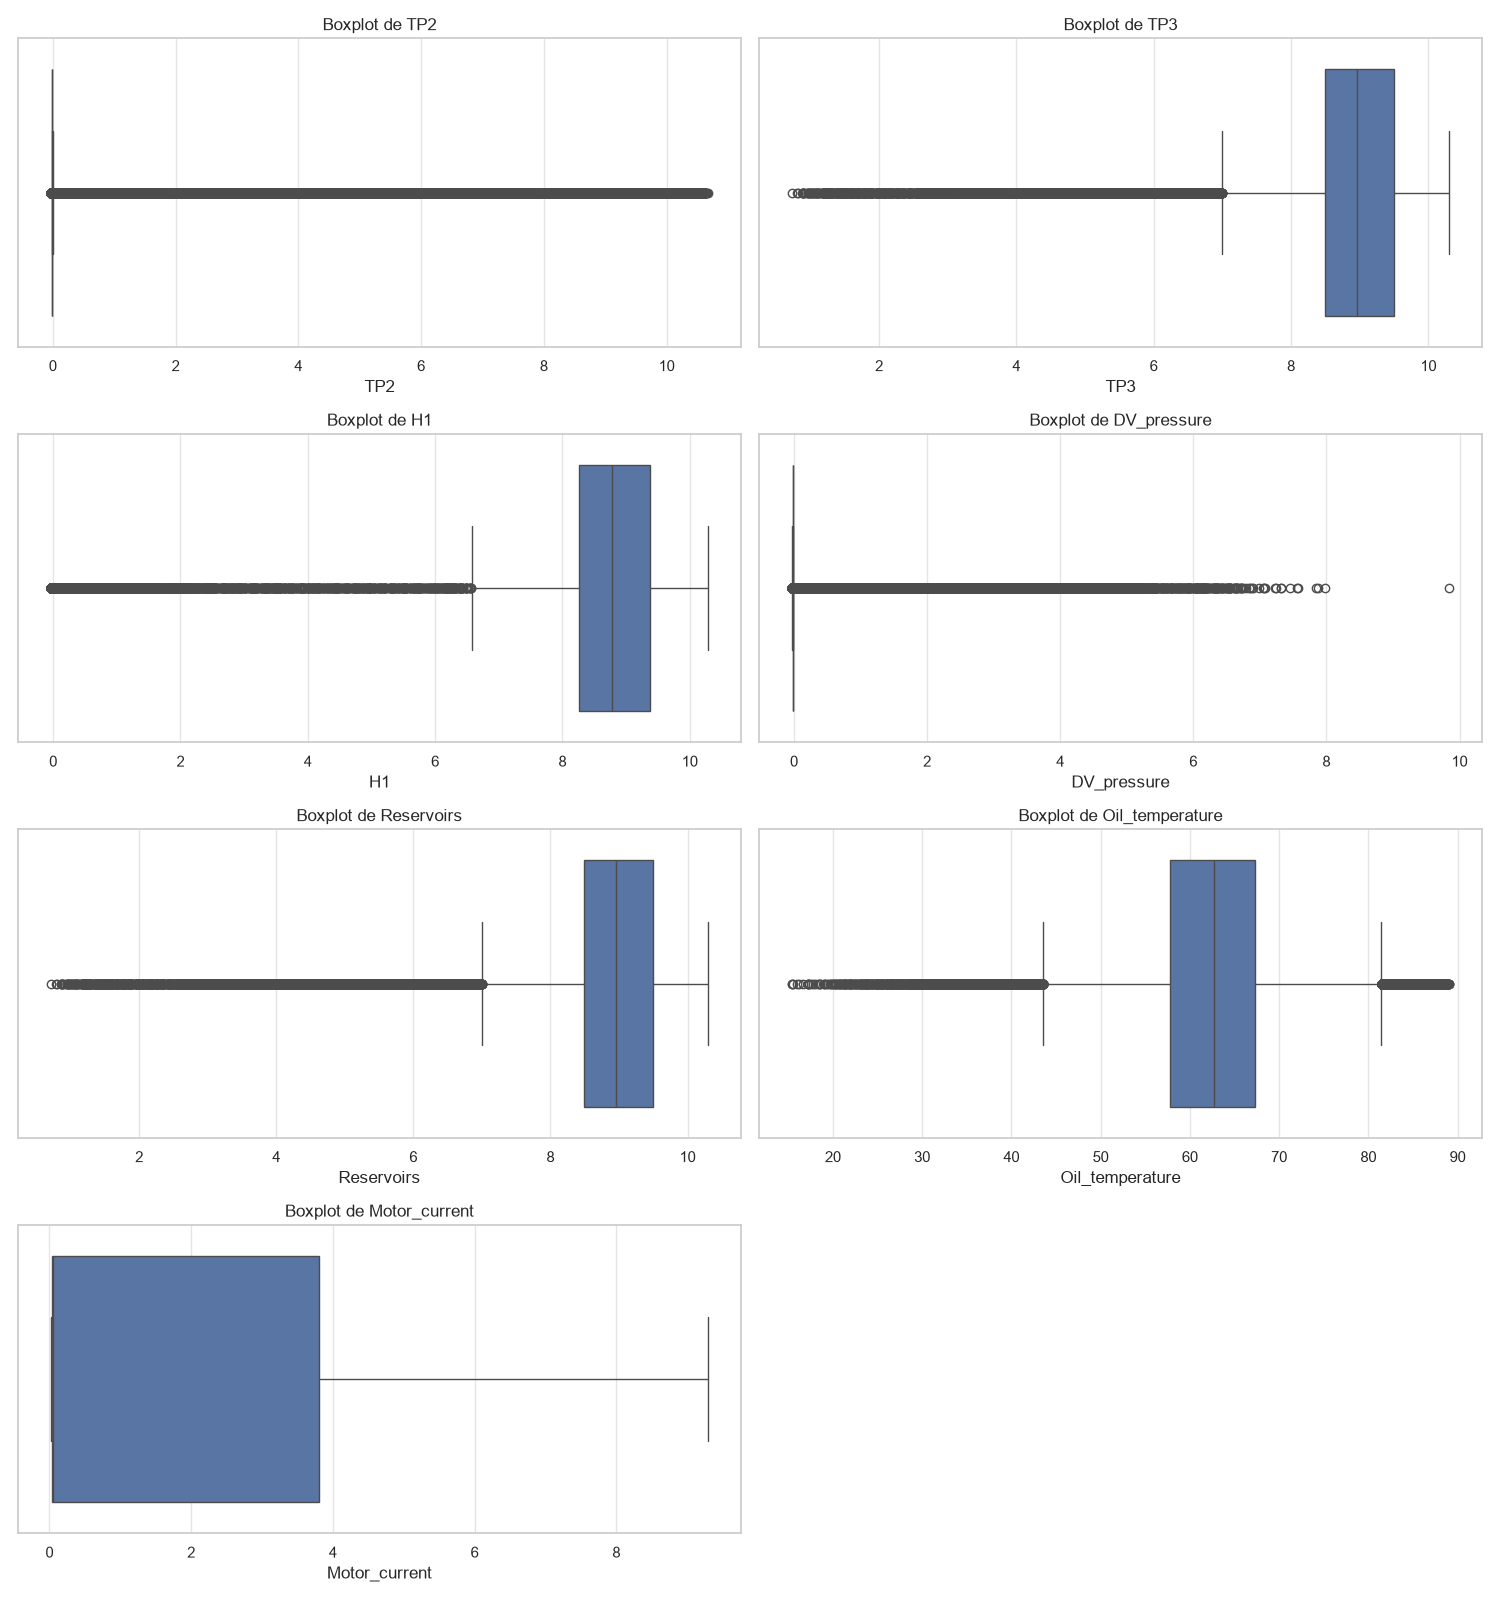 Boxplot de TP2
0 2 4 6 8 10
TP2
Boxplot de TP3
2 4 6 8 10
TP3
Boxplot de H1
0 2 4 6 8 10
H1
Boxplot de DV_pressure
0 2 4 6 8 10
DV_pressure
Boxplot de Reservoirs
2 4 6 8 10
Reservoirs
Boxplot de Oil_temperature
20 30 40 50 60 70 80 90
Oil_temperature
Boxplot de Motor_current
0 2 4 6 8
Motor_current